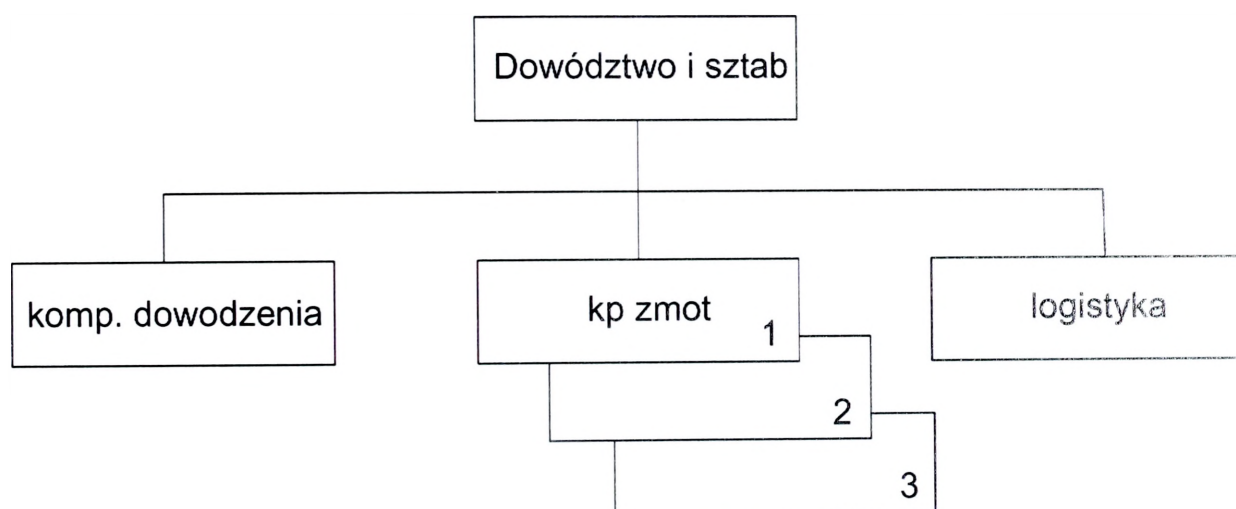 Dowództwo i sztab
komp. dowodzenia
kp zmot
1
logistyka
2
3